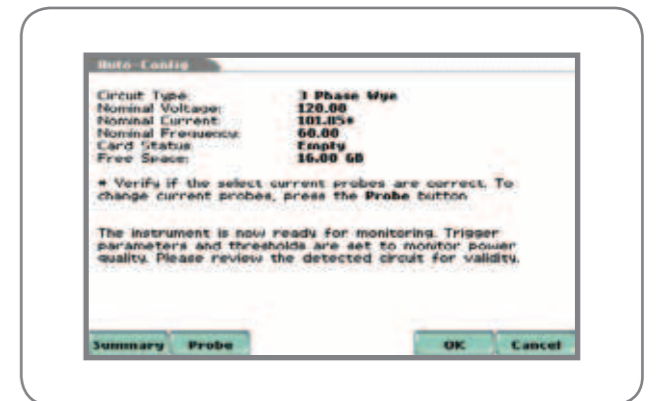 Auto-Config
Circuit Type: 3 Phase Wye
Nominal Voltage: 120.00
Nominal Current: 101.05*
Nominal Frequency: 60.00
Card Status Empty
Free Space: 16.00 GB
* Verify if the select current probes are correct. To
change current probes, press the Probe button
The instrument is now ready for monitoring. Trigger
parameters and thresholds are set to monitor power
quality. Please review the detected circuit for validity.
Summary Probe OK Cancel